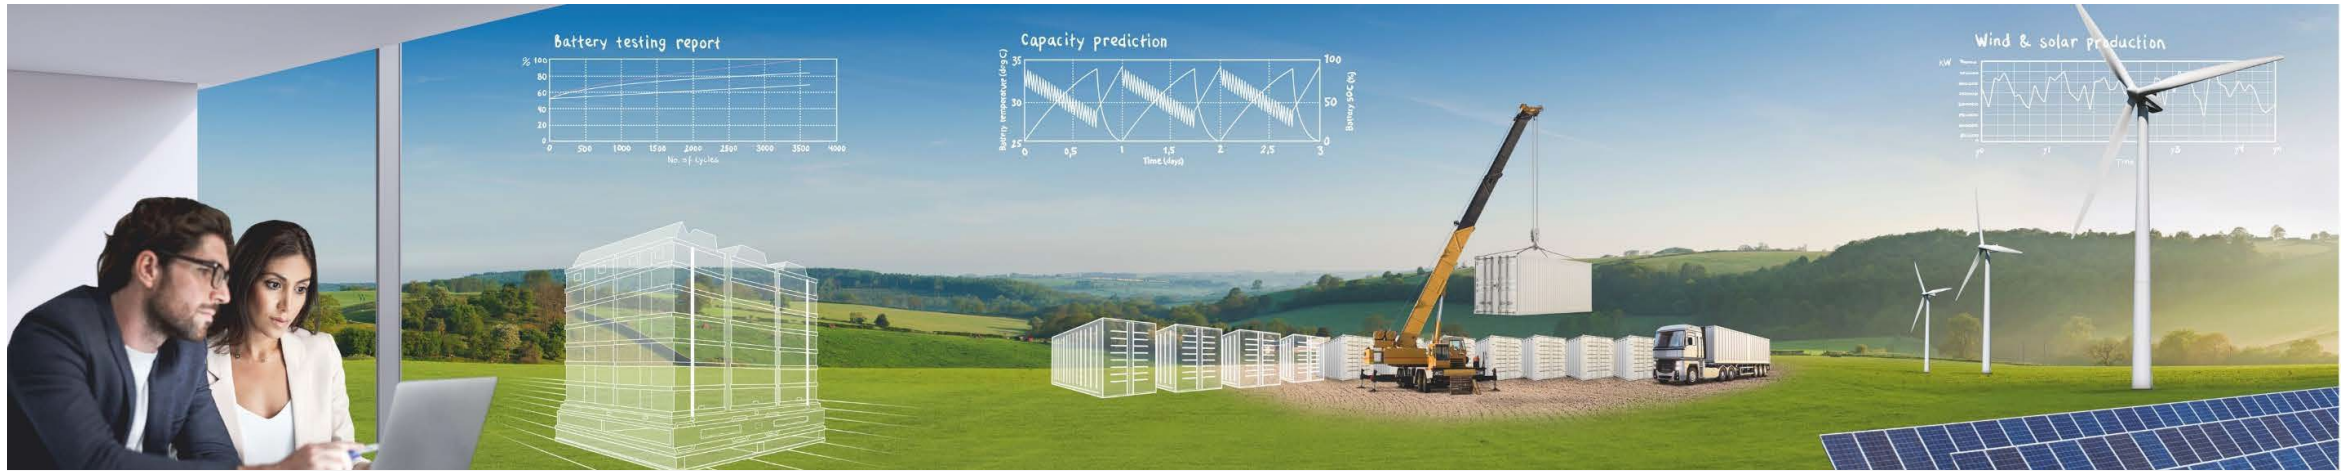 Battery testing report
% 100
80
60
40
20
0
0 500 1000 1500 2000 2500 3000 3500 4000
No. of cycles
Capacity prediction
Battery temperature (deg C)
35
30
25
0 0,5 1 1,5 2 2,5 3
Time (days)
100
50
0
Battery SOC (%)
Wind & solar production
kW
Time